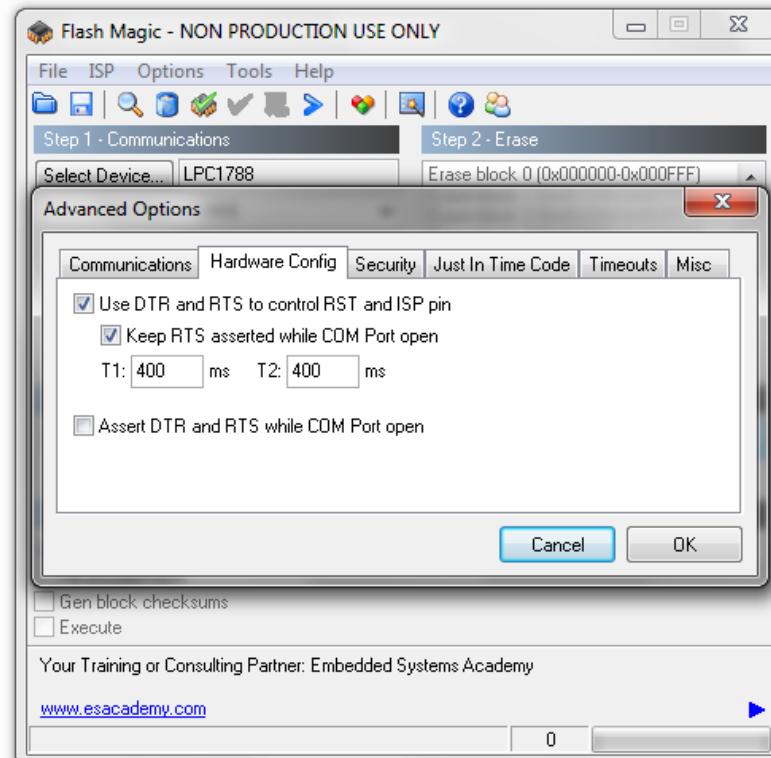 Flash Magic - NON PRODUCTION USE ONLY
File ISP Options Tools Help
Step 1 - Communications
Step 2 - Erase
Select Device... LPC1788
Erase block 0 (0x000000-0x000FFF)
Advanced Options
Communications Hardware Config Security Just In Time Code Timeouts Misc
Use DTR and RTS to control RST and ISP pin
Keep RTS asserted while COM Port open
T1: 400 ms T2: 400 ms
Assert DTR and RTS while COM Port open
Cancel OK
Gen block checksums
Execute
Your Training or Consulting Partner: Embedded Systems Academy
www.esacademy.com
0